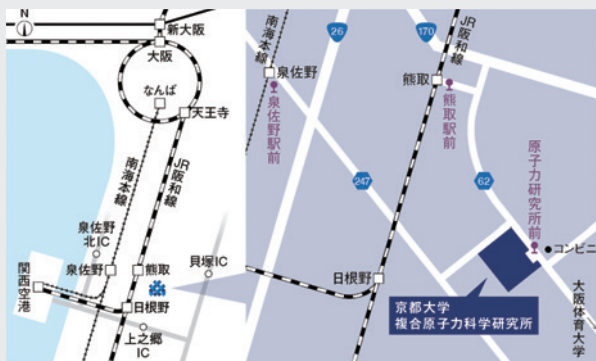 N
新大阪
大阪
なんば
天王寺
南海本線
JR阪和線
泉佐野
北IC
貝塚IC
泉佐野
熊取
関西空港
日根野
上之郷
IC
南海本線
26
JR阪和線
170
泉佐野
泉佐野駅前
熊取
熊取駅前
247
62
原子力研究所前
コンビニ
日根野
京都大学
複合原子力科学研究所
大阪体育大学